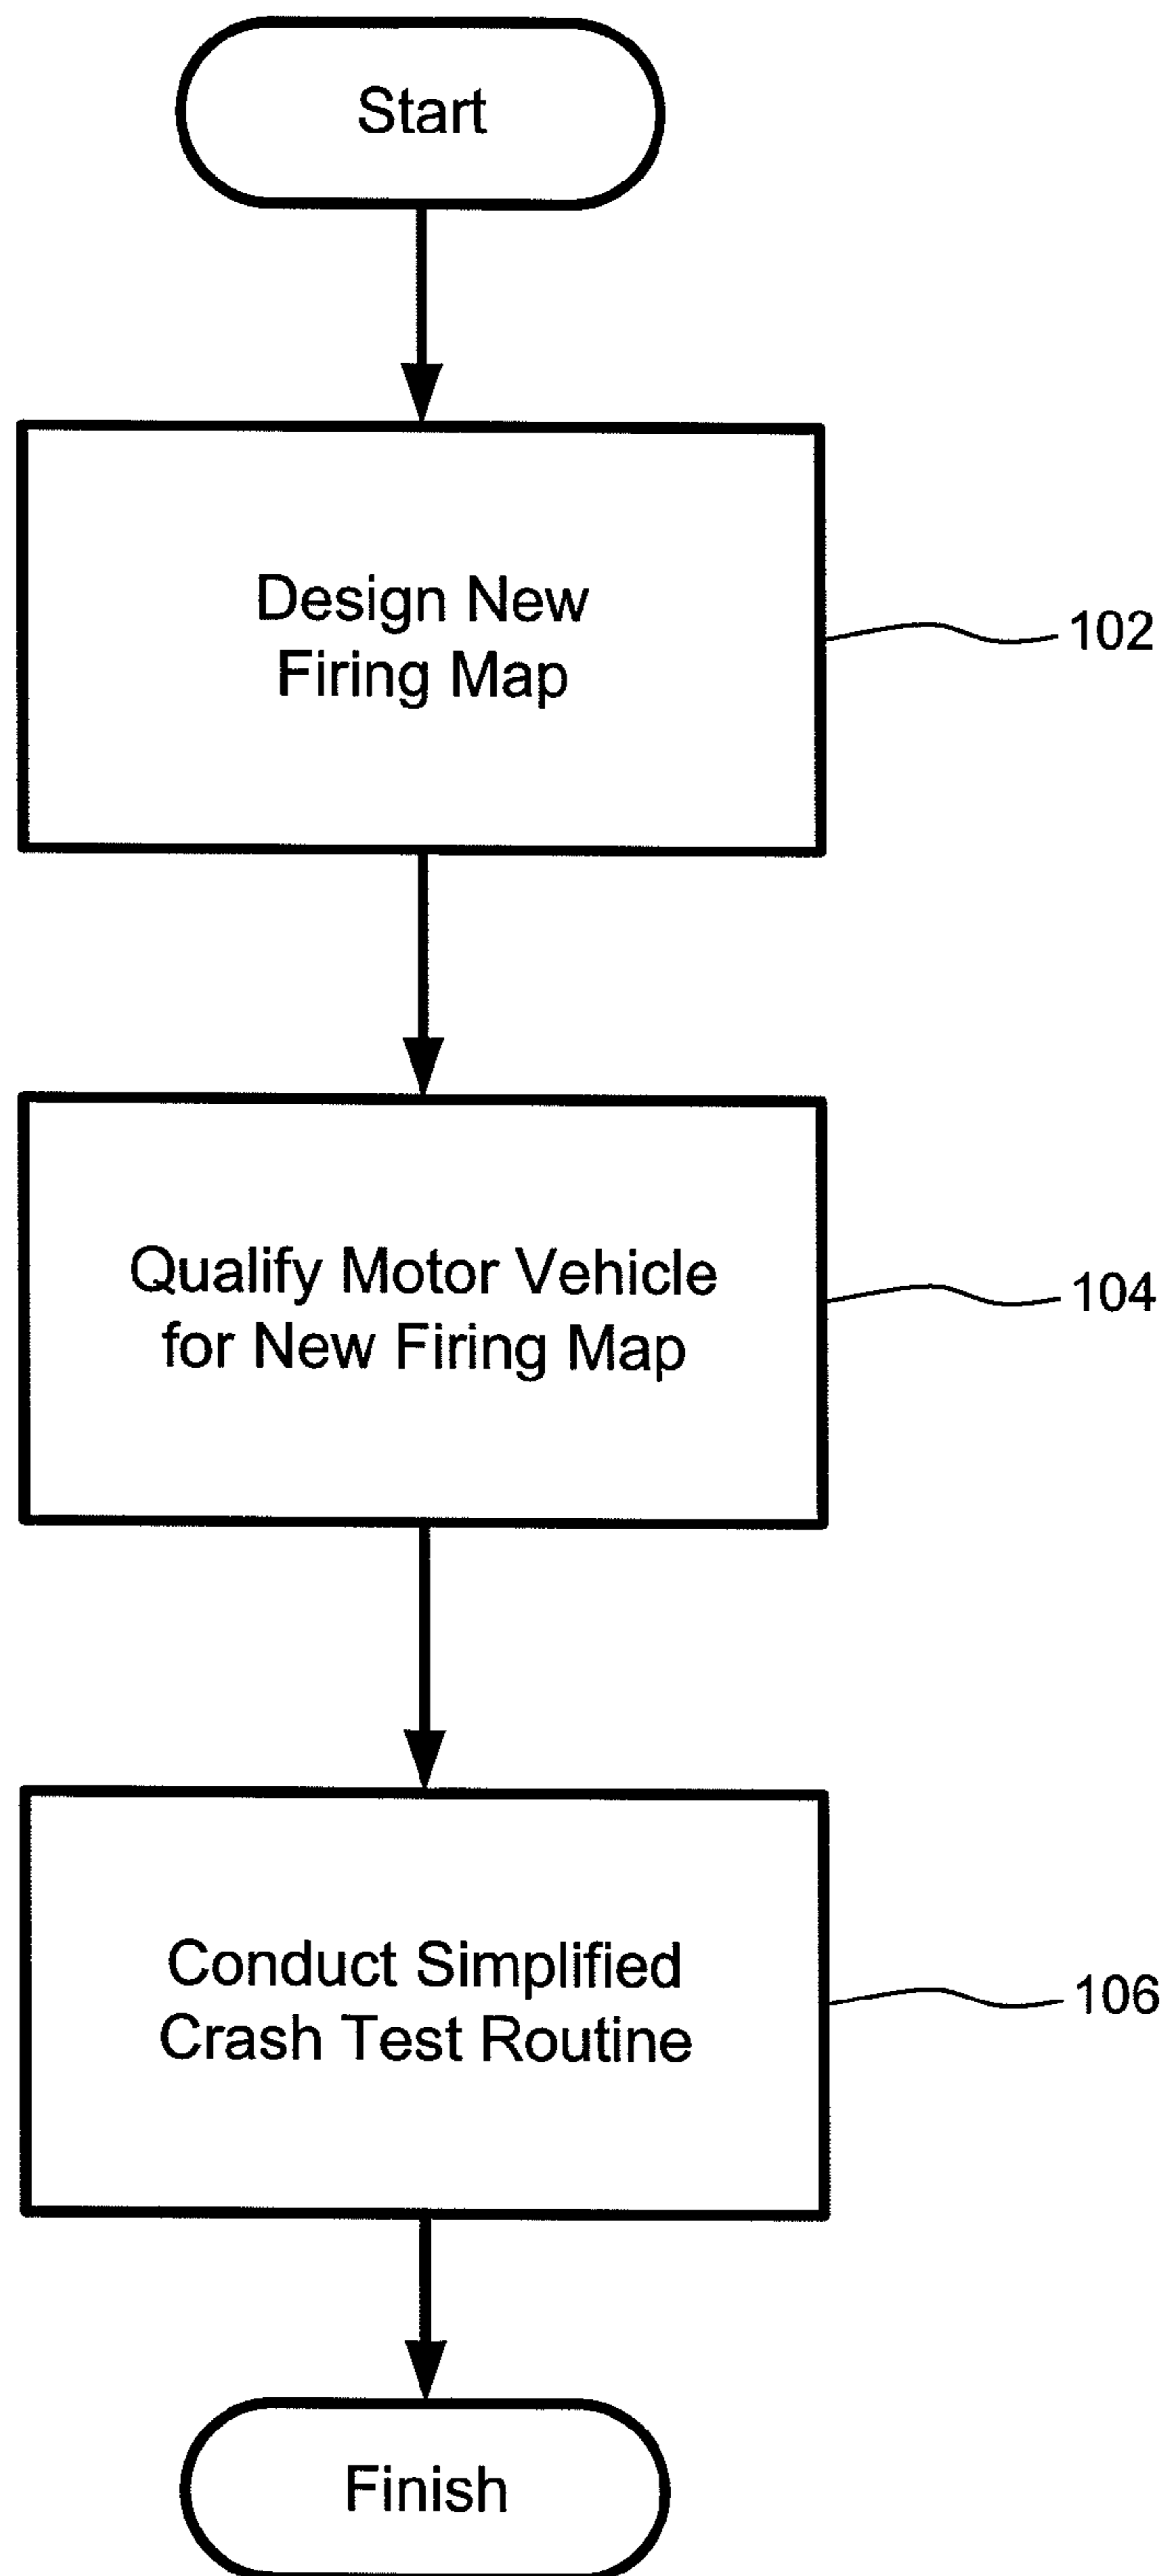 Start
Design New
Firing Map
102
Qualify Motor Vehicle
for New Firing Map
104
Conduct Simplified
Crash Test Routine
106
Finish